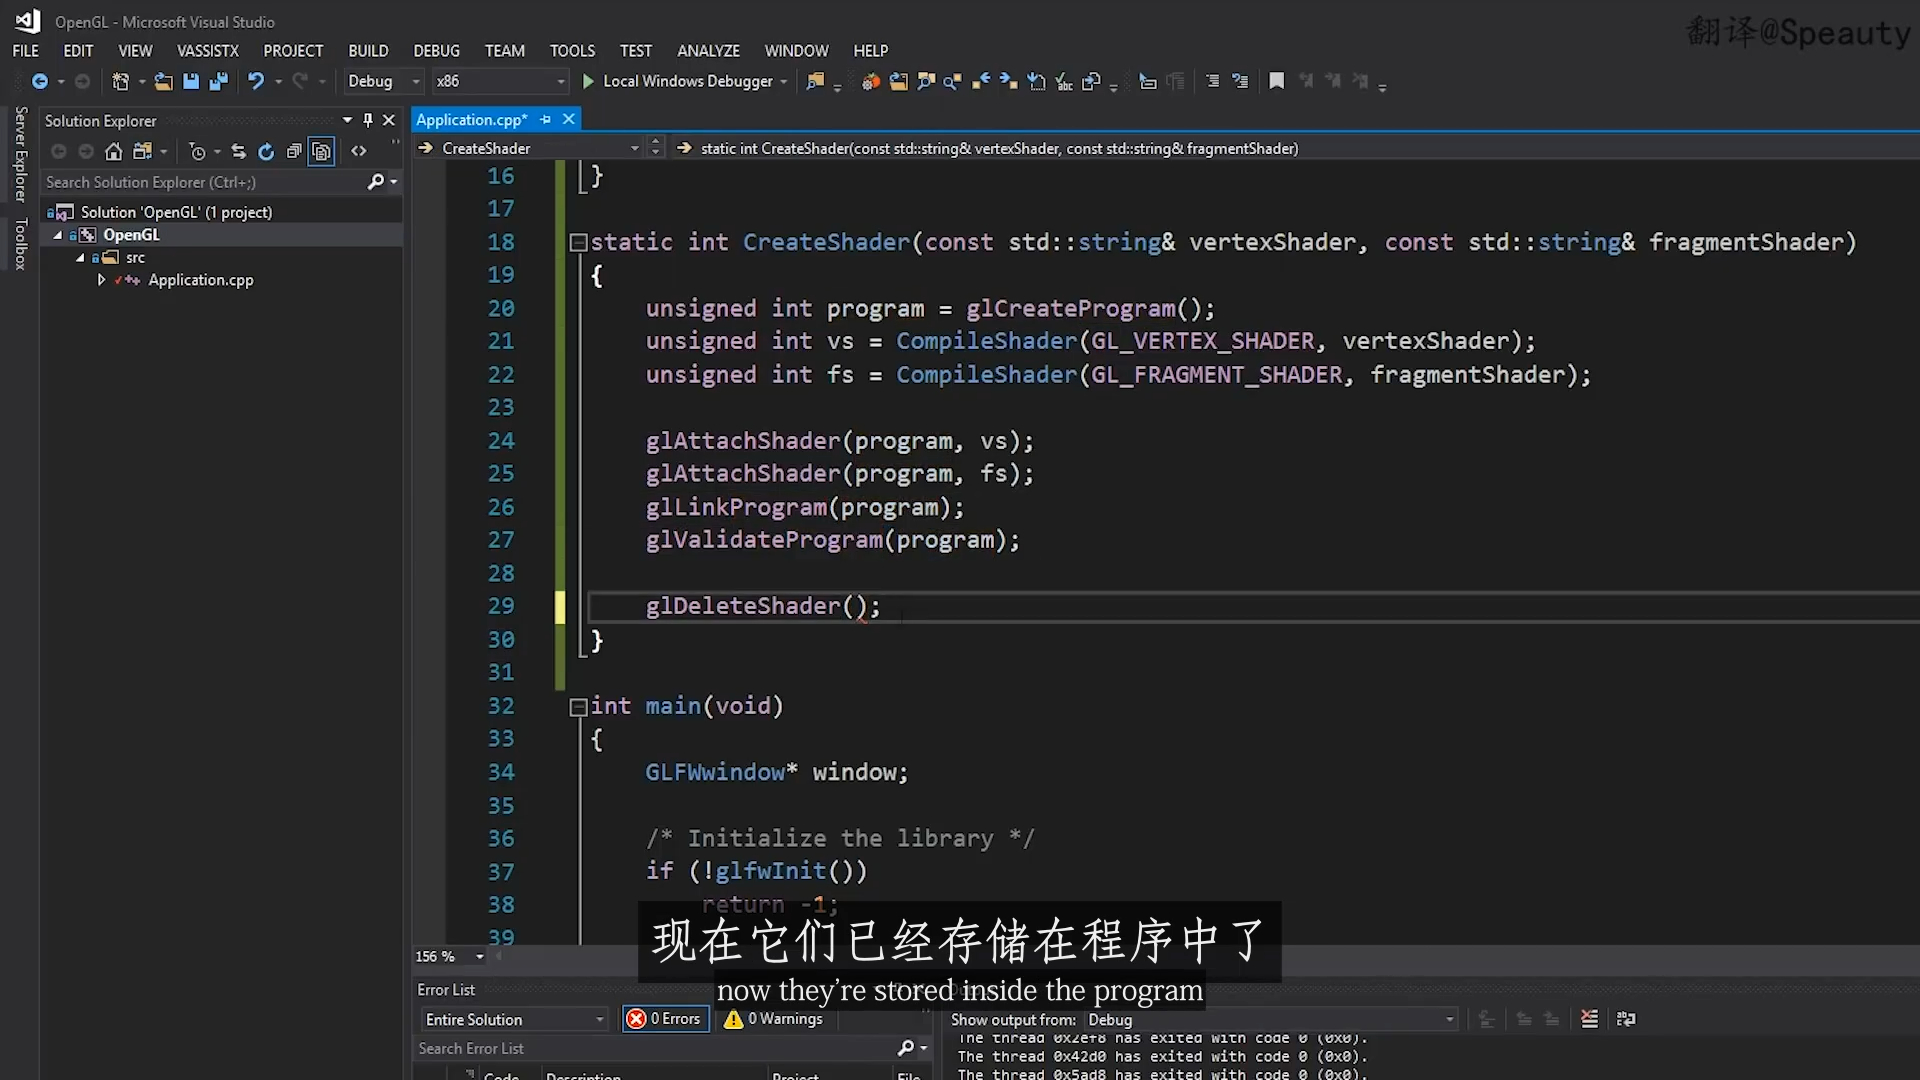 OpenGL - Microsoft Visual Studio
翻译@Speauty
FILE EDIT VIEW VASSISTX PROJECT BUILD DEBUG TEAM TOOLS TEST ANALYZE WINDOW HELP
Debug x86 Local Windows Debugger
Server Explorer
Toolbox
Solution Explorer
Search Solution Explorer (Ctrl+;)
Solution 'OpenGL' (1 project)
OpenGL
src
Application.cpp
Application.cpp*
CreateShader static int CreateShader(const std::string& vertexShader, const std::string& fragmentShader)
16 }
17
18 static int CreateShader(const std::string& vertexShader, const std::string& fragmentShader)
19 {
20 unsigned int program = glCreateProgram();
21 unsigned int vs = CompileShader(GL_VERTEX_SHADER, vertexShader);
22 unsigned int fs = CompileShader(GL_FRAGMENT_SHADER, fragmentShader);
23
24 glAttachShader(program, vs);
25 glAttachShader(program, fs);
26 glLinkProgram(program);
27 glValidateProgram(program);
28
29 glDeleteShader();
30 }
31
32 int main(void)
33 {
34 GLFWwindow* window;
35
36 /* Initialize the library */
37 if (!glfwInit())
38 return -1;
39
156 %
现在它们已经存储在程序中了
now they're stored inside the program
Error List
Entire Solution 0 Errors 0 Warnings
Search Error List
Code Description Project File
Show output from: Debug
The thread 0x2ef8 has exited with code 0 (0x0).
The thread 0x42d0 has exited with code 0 (0x0).
The thread 0x5ad8 has exited with code 0 (0x0).